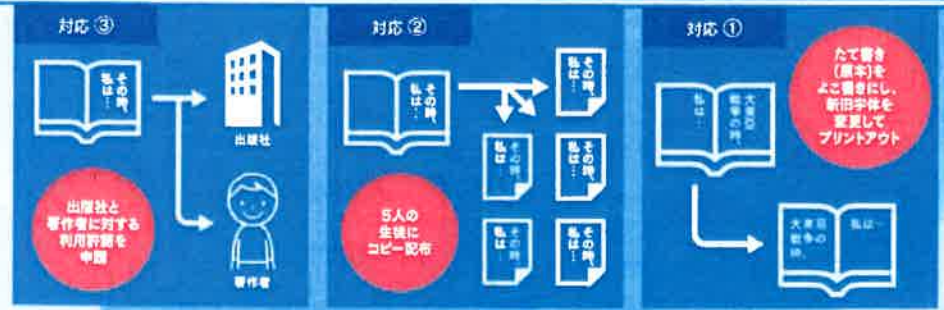 対応 ①
たて書き
(原本)を
よこ書きにし、
新旧字体を
変更して
プリントアウト
大東亞
戦争の時、
私は…
大東亞
戦争の
時、
私は…
対応 ②
その時、
私は…
その時、
私は…
その時、
私は…
その時、
私は…
その時、
私は…
その時、
私は…
5人の
生徒に
コピー配布
対応 ③
その時、
私は…
出版社
著作者
出版社と
著作者に対する
利用許諾を
申請